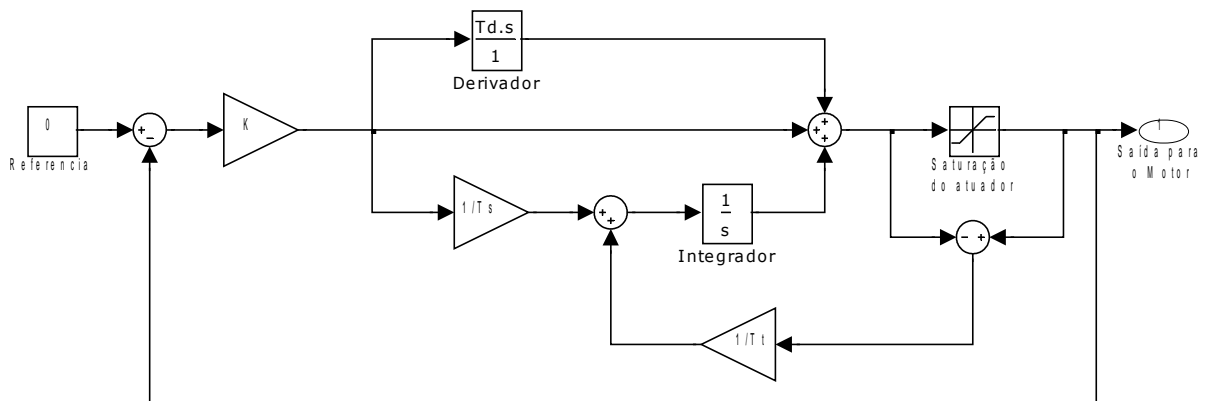 Td.s
1
Derivador
0
Referencia
K
+
-
+
+
+
1
Saturação
do atuador
Saída para
o Motor
1/Ts
+
+
1
s
Integrador
- +
1/Tt